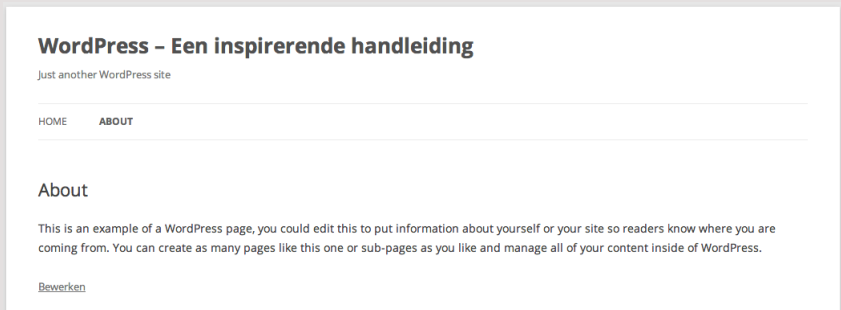 WordPress – Een inspirerende handleiding
Just another WordPress site
HOME ABOUT
About
This is an example of a WordPress page, you could edit this to put information about yourself or your site so readers know where you are
coming from. You can create as many pages like this one or sub-pages as you like and manage all of your content inside of WordPress.
Bewerken